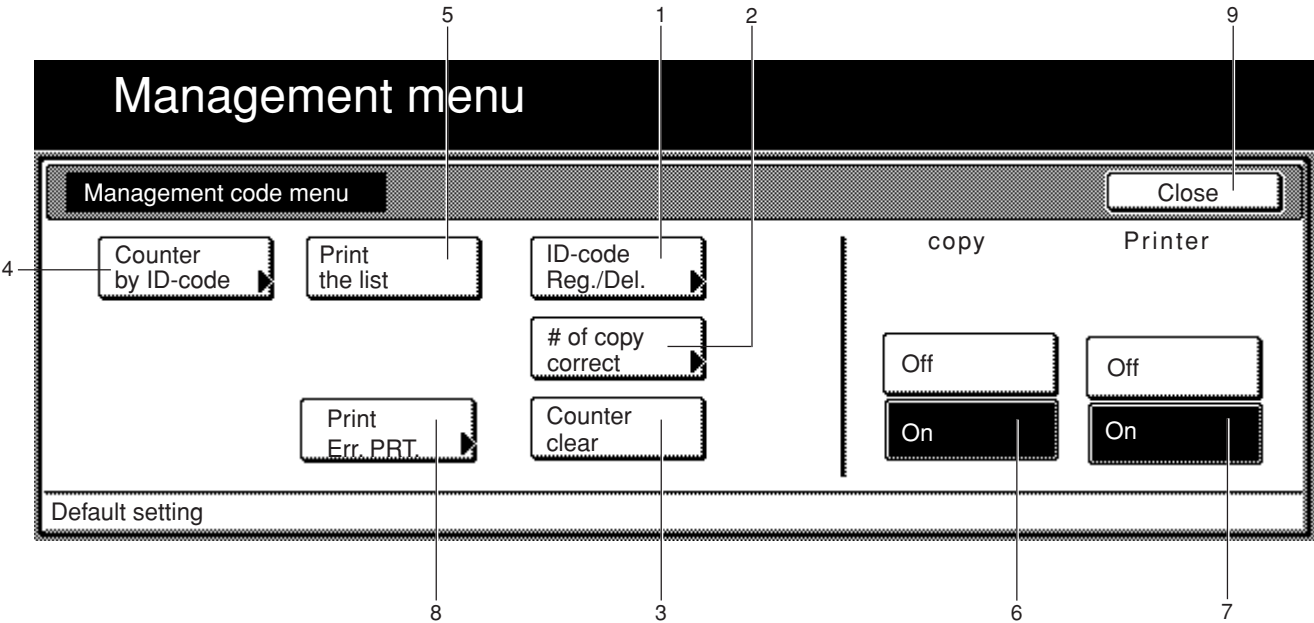 5 1 2 9
Management menu
Management code menu
Close
4
Counter
by ID-code
Print
the list
ID-code
Reg./Del.
# of copy
correct
Print
Err. PRT.
Counter
clear
copy
Printer
Off
Off
On
On
Default setting
8 3 6 7